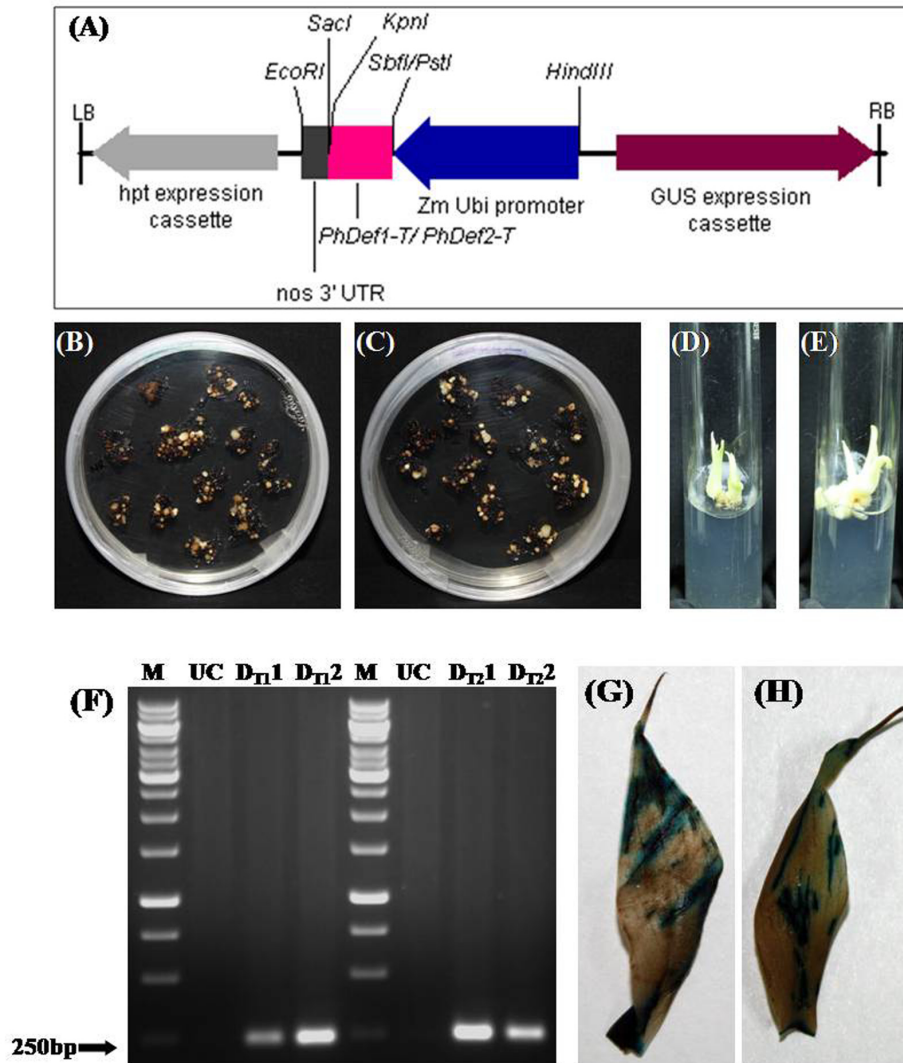 (A)
SacI
KpnI
EcoRI
SbfI/PstI
HindIII
LB
RB
hpt expression
cassette
Zm Ubi promoter
GUS expression
cassette
PhDef1-T/ PhDef2-T
nos 3' UTR
(B)
(C)
(D)
(E)
(F)
M UC DT11 DT12 M UC DT21 DT22
250bp
(G)
(H)